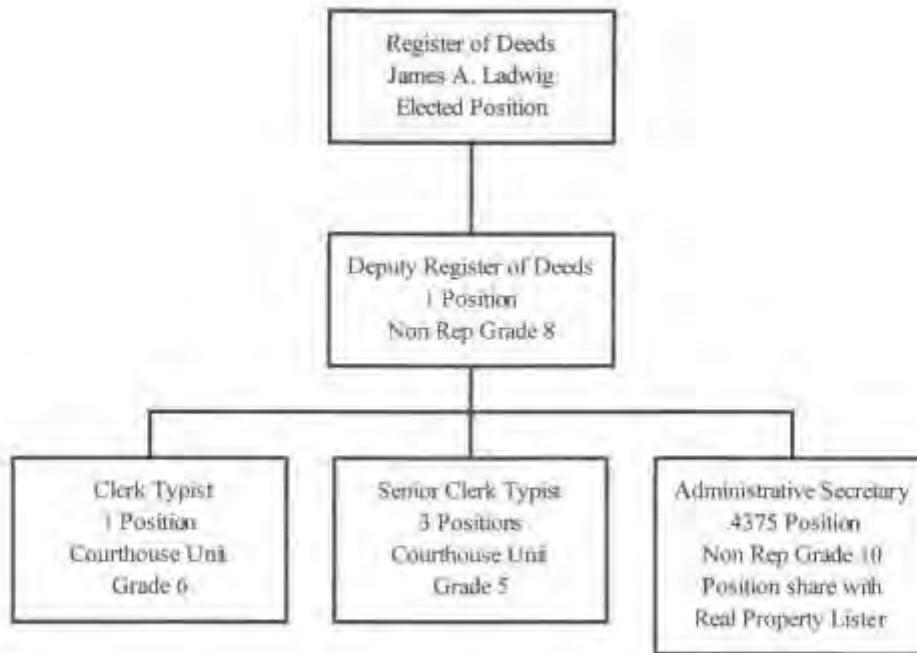 Register of Deeds
James A. Ladwig
Elected Position
Deputy Register of Deeds
1 Position
Non Rep Grade 8
Clerk Typist
1 Position
Courthouse Unit
Grade 6
Senior Clerk Typist
3 Positions
Courthouse Unit
Grade 5
Administrative Secretary
.4375 Position
Non Rep Grade 10
Position share with
Real Property Lister